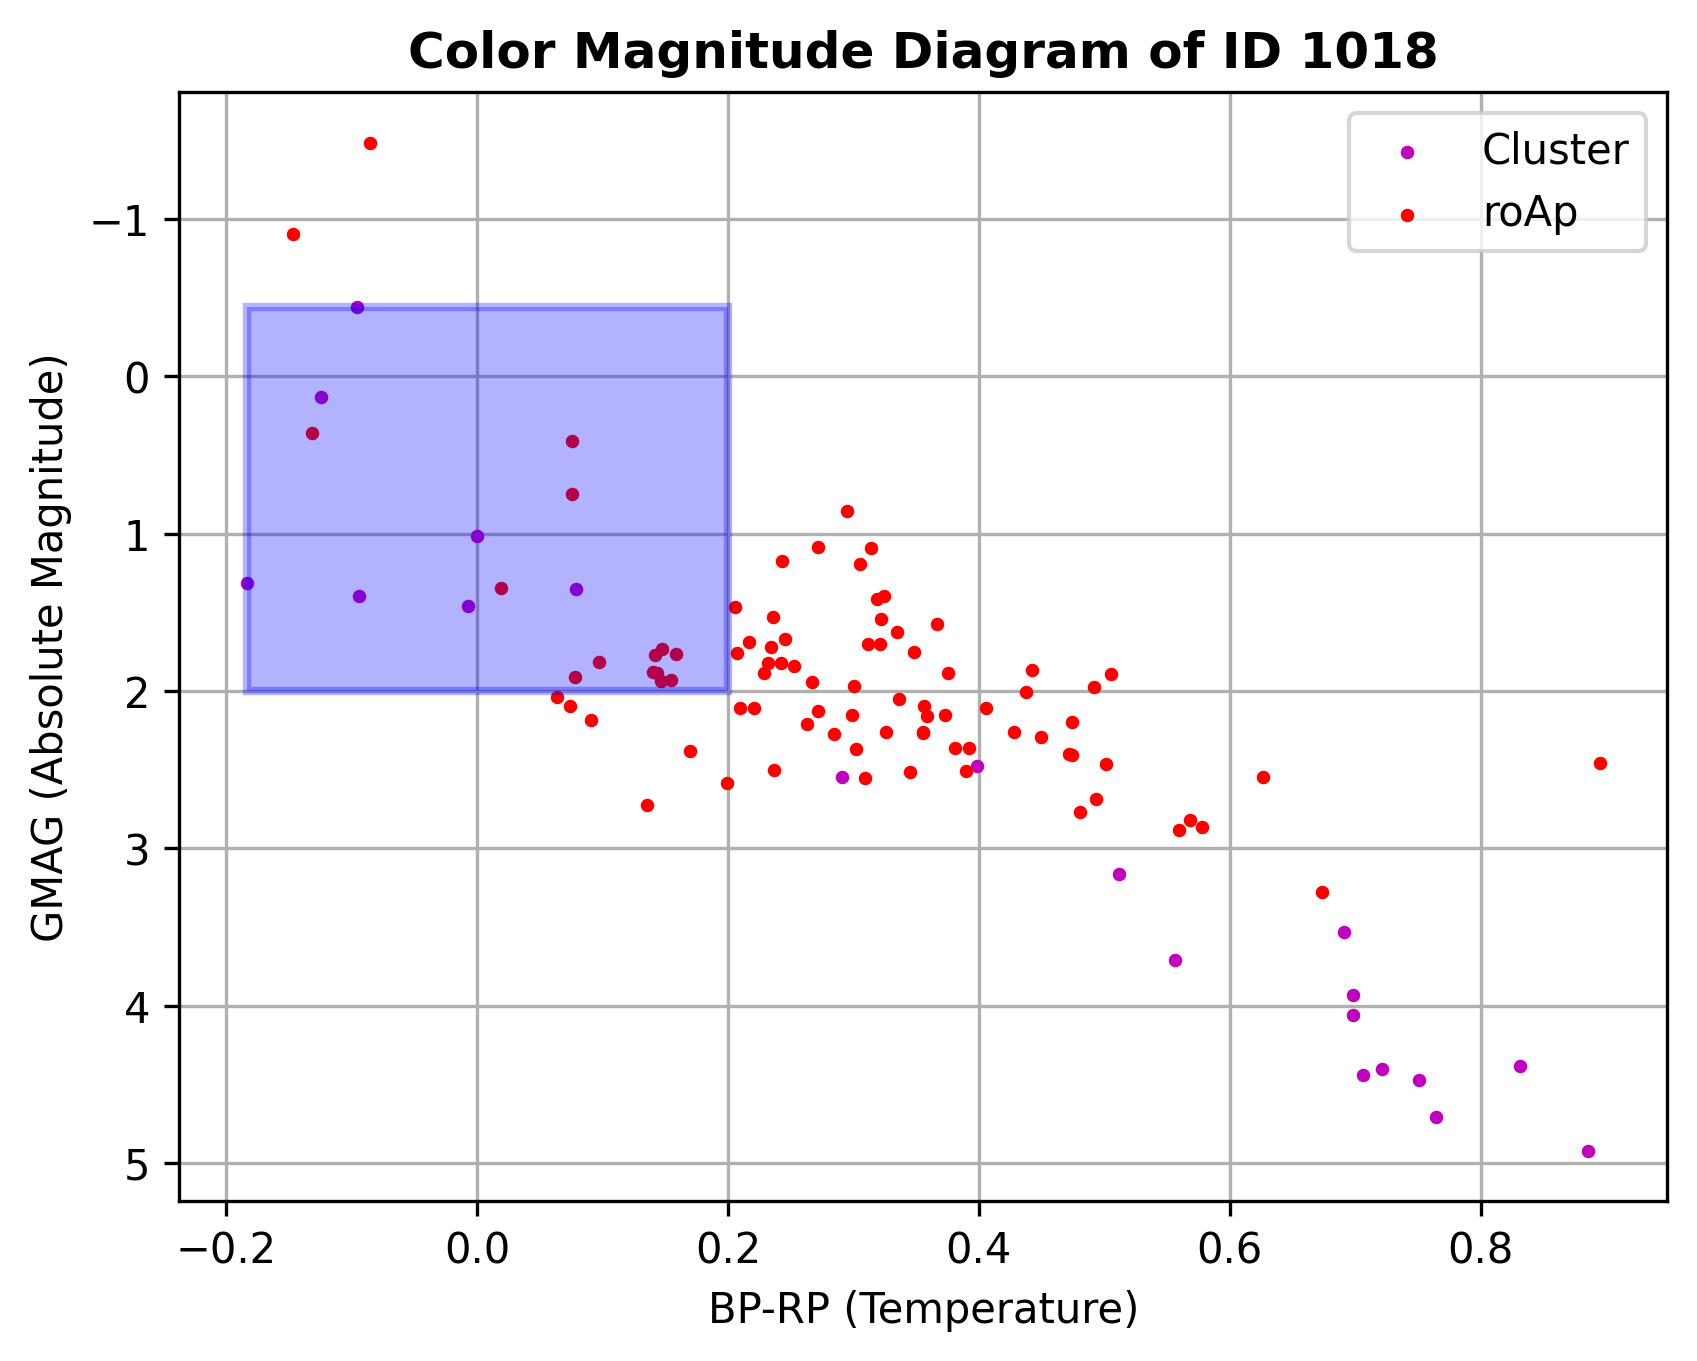 Color Magnitude Diagram of ID 1018
Cluster
roAp
−1
0
1
2
3
4
5
GMAG (Absolute Magnitude)
−0.2 0.0 0.2 0.4 0.6 0.8
BP-RP (Temperature)